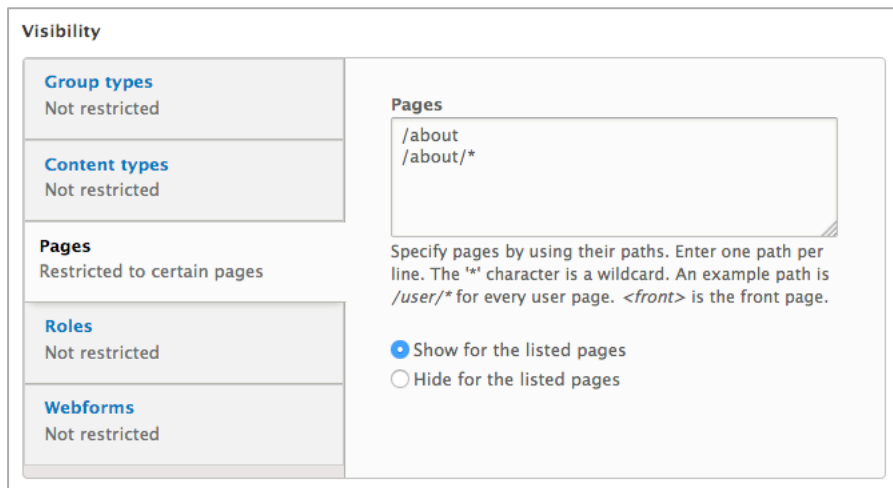 Visibility
Group types
Not restricted
Content types
Not restricted
Pages
Restricted to certain pages
Roles
Not restricted
Webforms
Not restricted
Pages
/about
/about/*
Specify pages by using their paths. Enter one path per
line. The '*' character is a wildcard. An example path is
/user/* for every user page. <front> is the front page.
Show for the listed pages
Hide for the listed pages